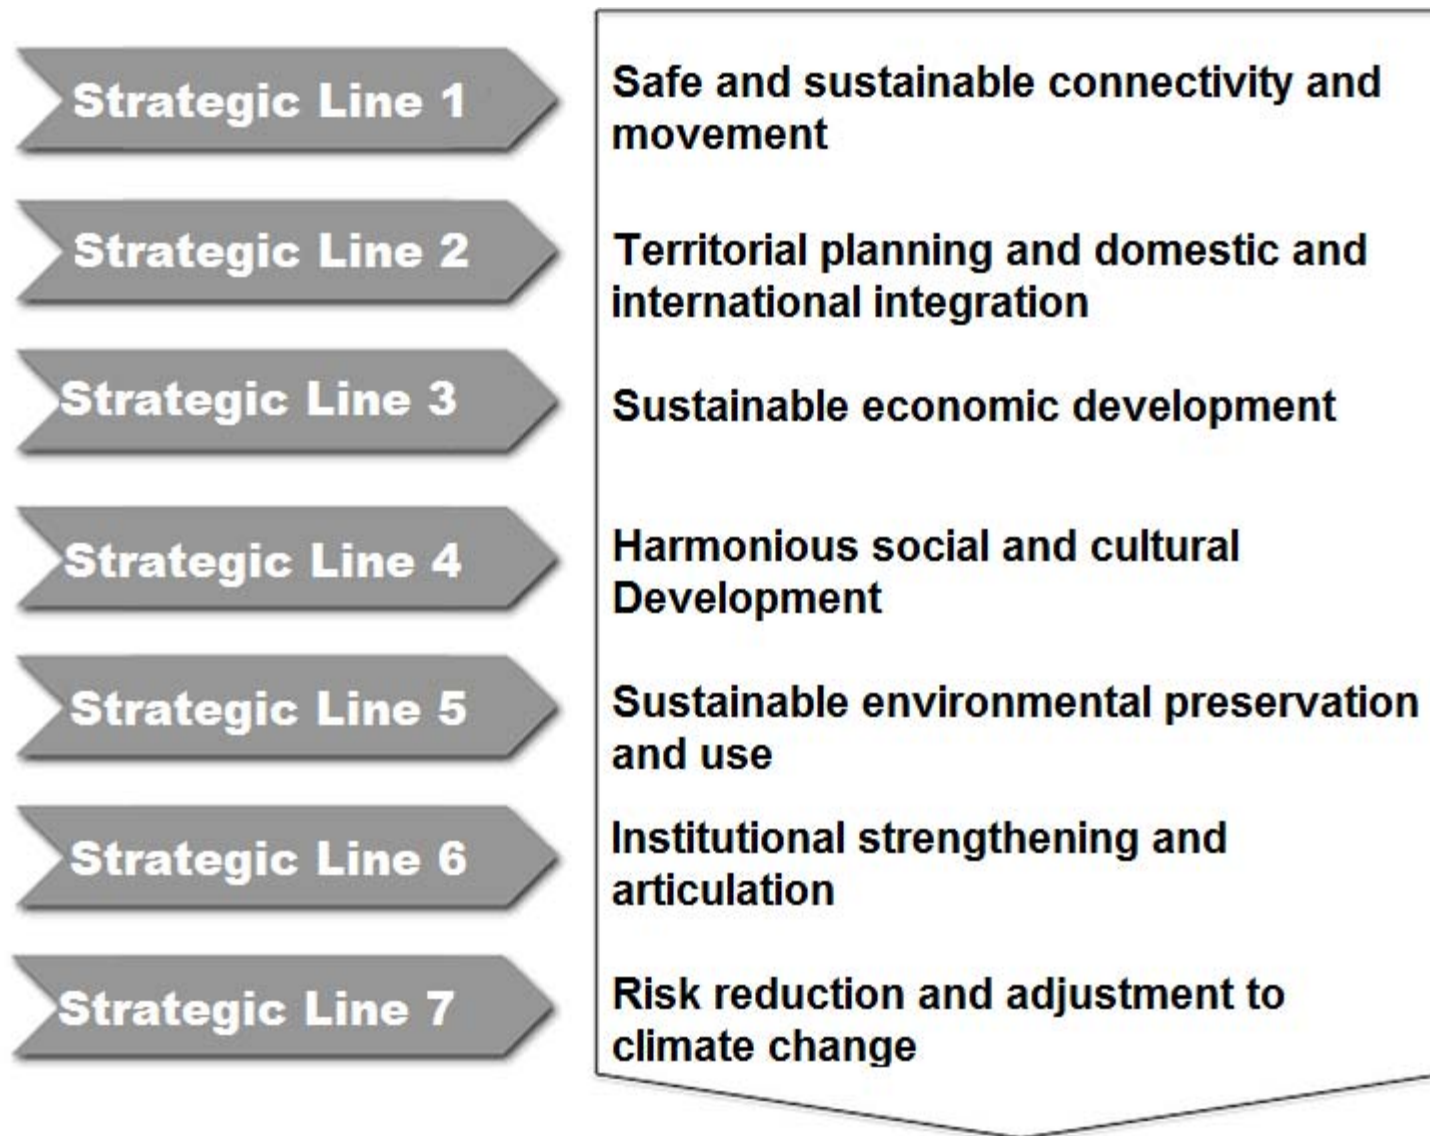 Strategic Line 1
Safe and sustainable connectivity and
movement
Strategic Line 2
Territorial planning and domestic and
international integration
Strategic Line 3
Sustainable economic development
Strategic Line 4
Harmonious social and cultural
Development
Strategic Line 5
Sustainable environmental preservation
and use
Strategic Line 6
Institutional strengthening and
articulation
Strategic Line 7
Risk reduction and adjustment to
climate change